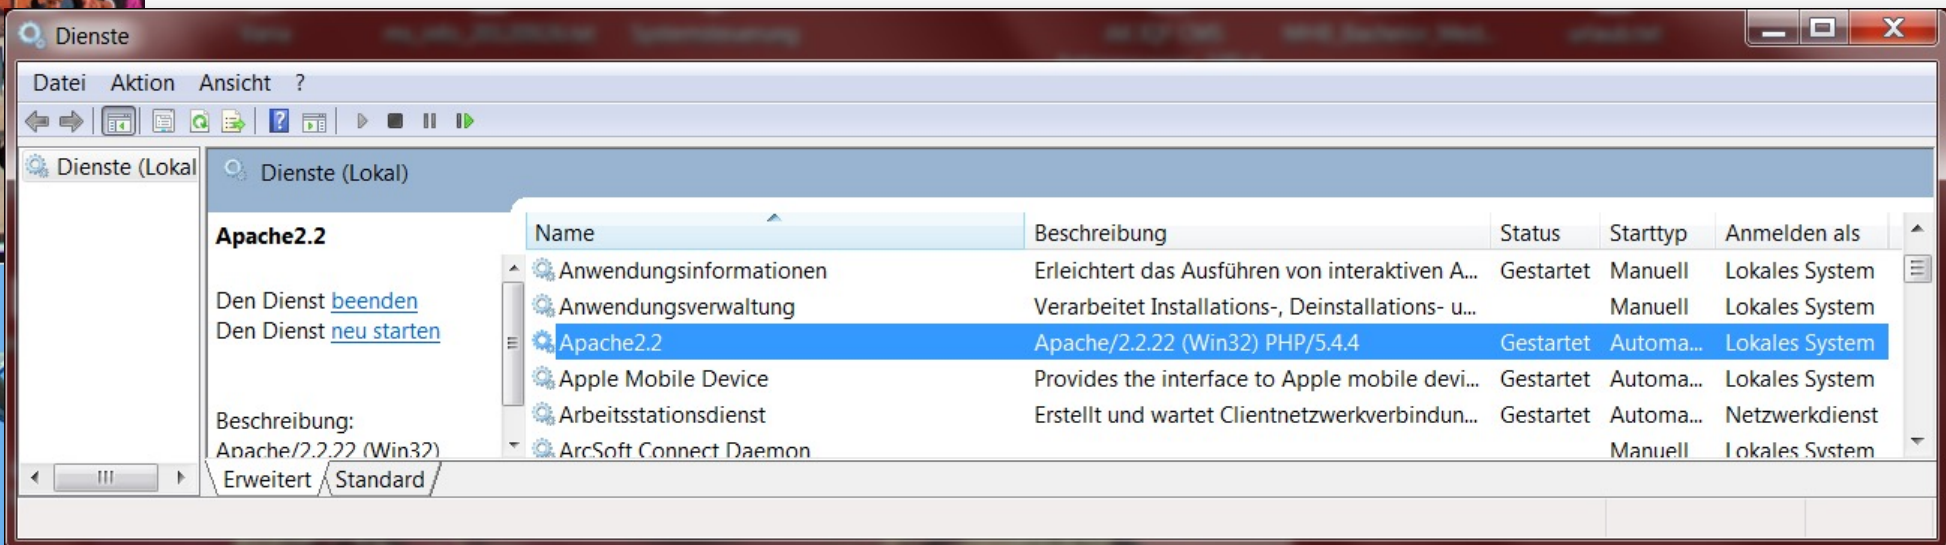 Dienste
Datei Aktion Ansicht ?
Dienste (Lokal
Dienste (Lokal)
Apache2.2
Den Dienst beenden
Den Dienst neu starten
Beschreibung:
Apache/2.2.22 (Win32)
Name Beschreibung Status Starttyp Anmelden als
Anwendungsinformationen Erleichtert das Ausführen von interaktiven A... Gestartet Manuell Lokales System
Anwendungsverwaltung Verarbeitet Installations-, Deinstallations- u... Manuell Lokales System
Apache2.2 Apache/2.2.22 (Win32) PHP/5.4.4 Gestartet Automa... Lokales System
Apple Mobile Device Provides the interface to Apple mobile devi... Gestartet Automa... Lokales System
Arbeitsstationsdienst Erstellt und wartet Clientnetzwerkverbindun... Gestartet Automa... Netzwerkdienst
ArcSoft Connect Daemon Manuell Lokales System
Erweitert Standard